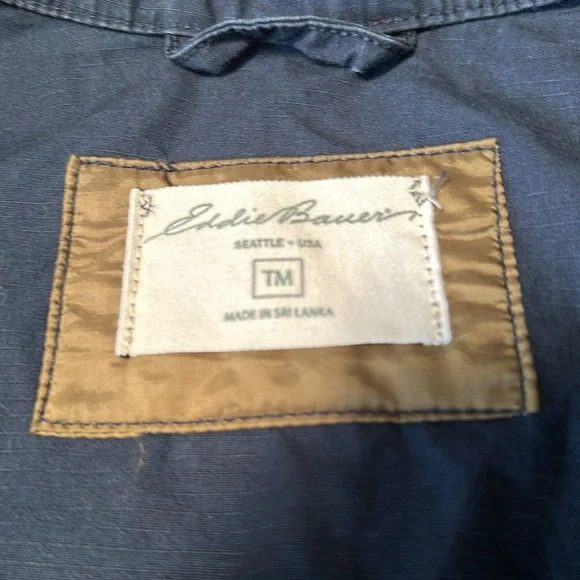 Eddie Bauer®
SEATTLE • USA
TM
MADE IN SRI LANKA